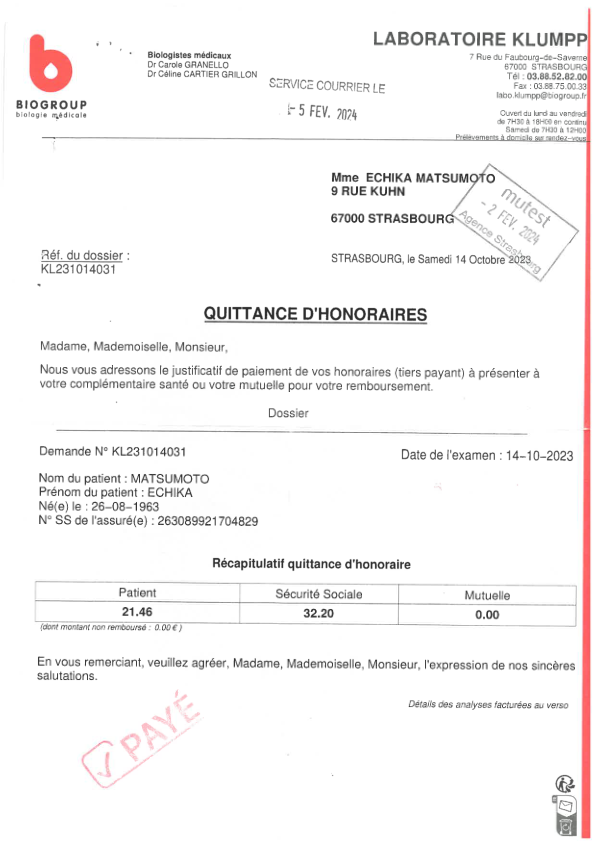 LABORATOIRE KLUMPP
7 Rue du Faubourg-de-Saverne
67000 STRASBOURG
Tél : 03.88.52.82.00
Fax : 03.88.75.00.33
labo.klumpp@biogroup.fr
Ouvert du lundi au vendredi
de 7H30 à 18H00 en continu
Samedi de 7H30 à 12H00
Prélèvements à domicile sur rendez-vous
BIOGROUP
biologie médicale
Biologistes médicaux
Dr Carole GRANELLO
Dr Céline CARTIER GRILLON
SERVICE COURRIER LE
-5 FEV. 2024
Mme ECHIKA MATSUMOTO
9 RUE KUHN
67000 STRASBOURG
mutest
- 2 FEV. 2024
Agence Strasbourg
Réf. du dossier :
KL231014031
STRASBOURG, le Samedi 14 Octobre 2023
QUITTANCE D'HONORAIRES
Madame, Mademoiselle, Monsieur,
Nous vous adressons le justificatif de paiement de vos honoraires (tiers payant) à présenter à
votre complémentaire santé ou votre mutuelle pour votre remboursement.
Dossier
Demande N° KL231014031
Date de l'examen : 14-10-2023
Nom du patient : MATSUMOTO
Prénom du patient : ECHIKA
Né(e) le : 26-08-1963
N° SS de l'assuré(e) : 263089921704829
Récapitulatif quittance d'honoraire
Patient Sécurité Sociale Mutuelle
21.46 32.20 0.00
(dont montant non remboursé : 0.00 €)
En vous remerciant, veuillez agréer, Madame, Mademoiselle, Monsieur, l'expression de nos sincères
salutations.
Détails des analyses facturées au verso
PAYÉ